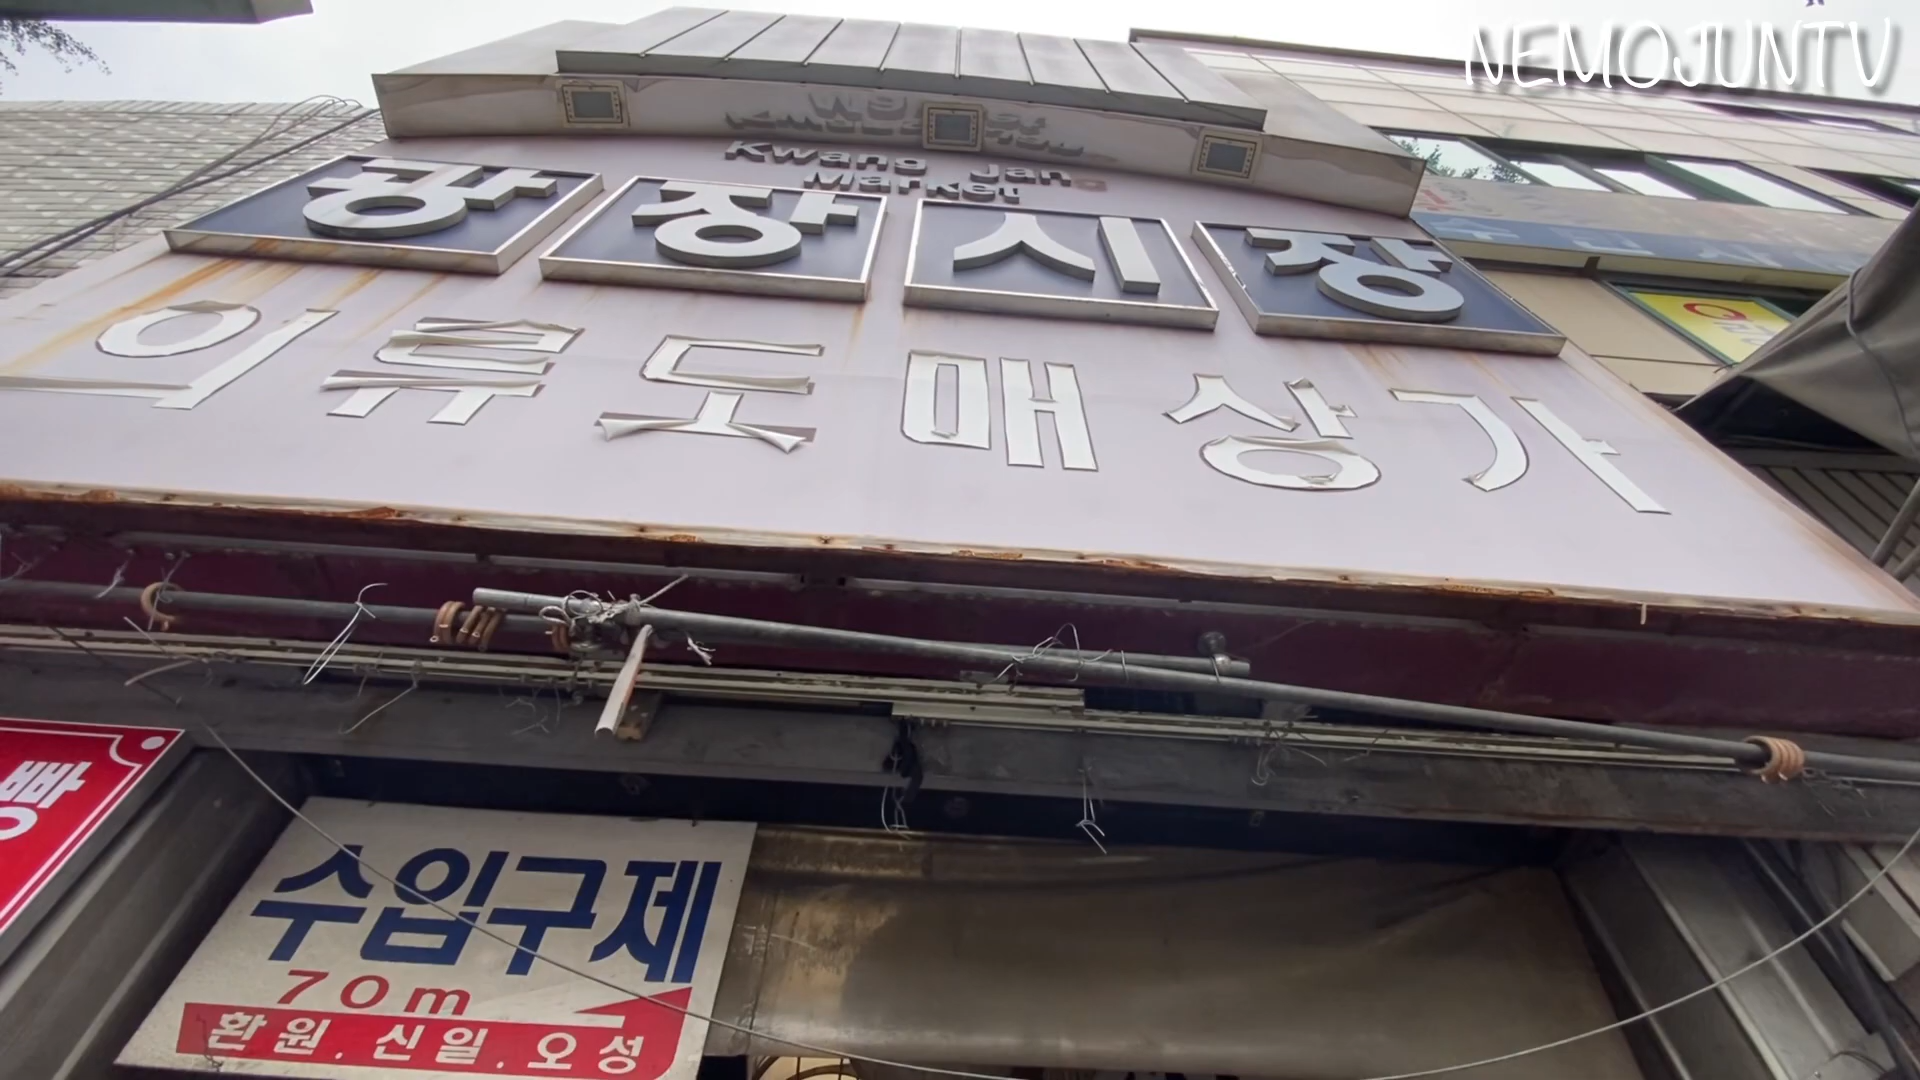 NEMOJUNTV
Kwang Jang
Market
광장시장
의류도매상가
빵
수입구제
70m
환원.신일.오성